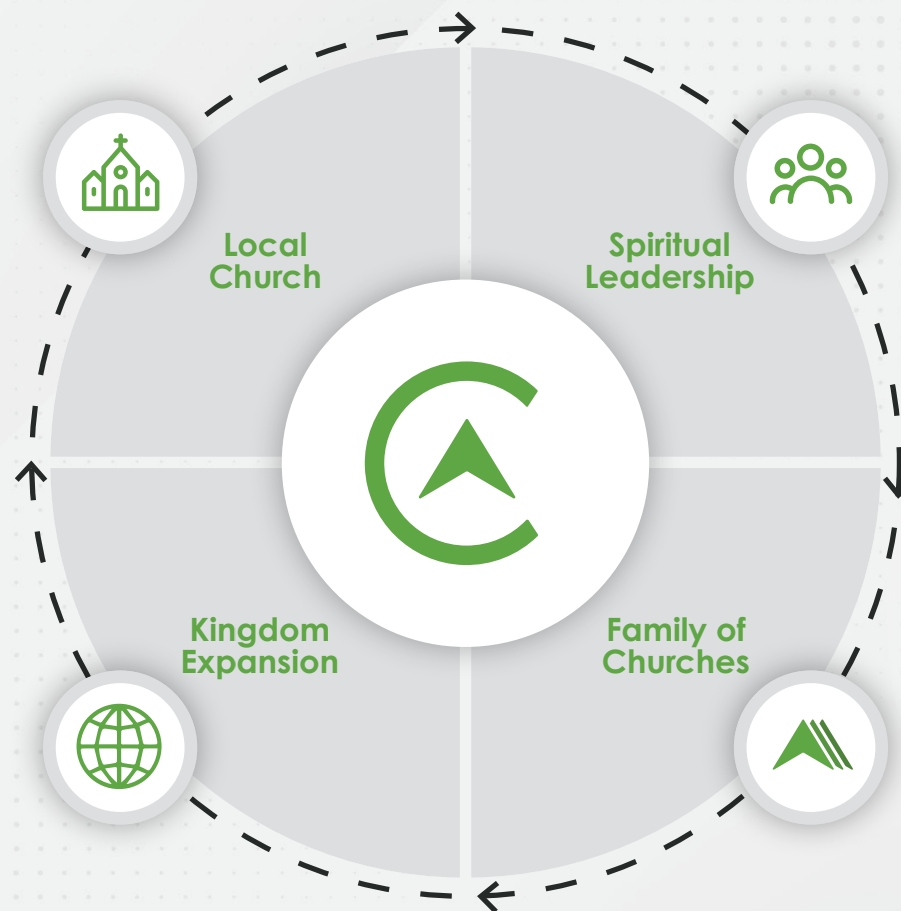 Local
Church
Spiritual
Leadership
Kingdom
Expansion
Family of
Churches